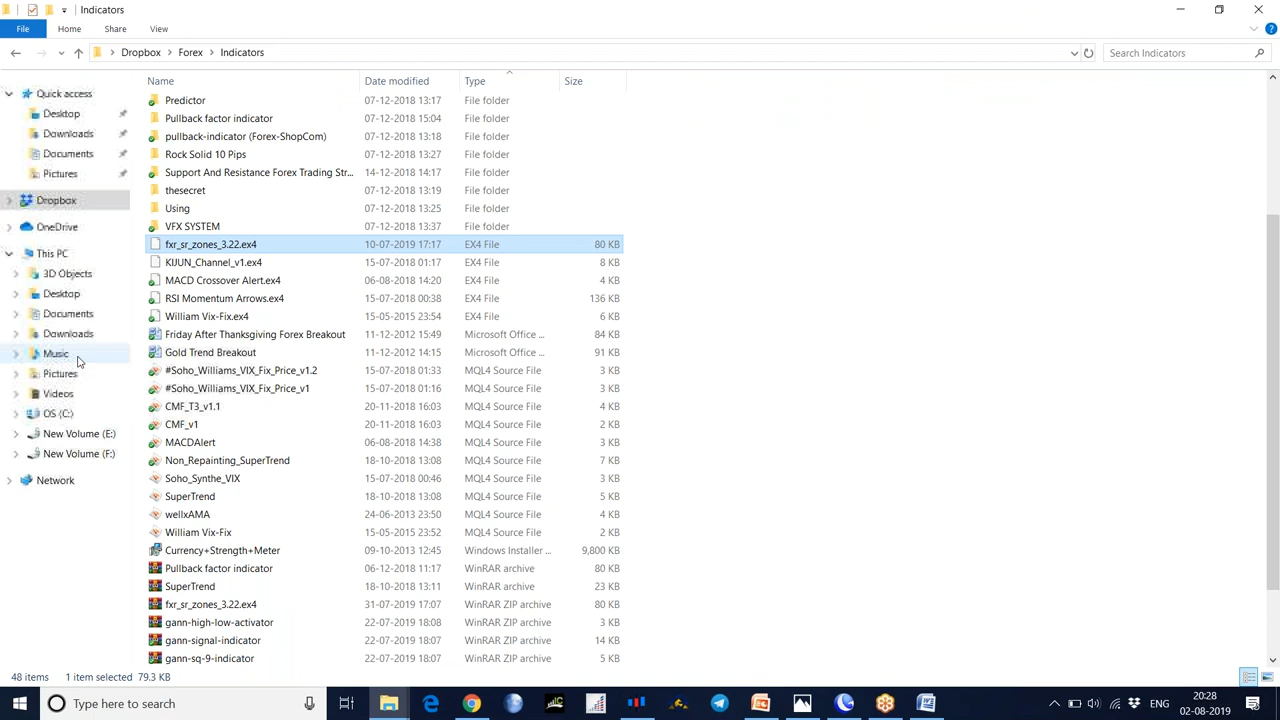 Indicators
File Home Share View
Dropbox Forex Indicators Search Indicators
Name Date modified Type Size
Quick access
Desktop
Downloads
Documents
Pictures
Dropbox
OneDrive
This PC
3D Objects
Desktop
Documents
Downloads
Music
Pictures
Videos
OS (C:)
New Volume (E:)
New Volume (F:)
Network
Predictor 07-12-2018 13:17 File folder
Pullback factor indicator 07-12-2018 15:04 File folder
pullback-indicator (Forex-ShopCom) 07-12-2018 13:18 File folder
Rock Solid 10 Pips 07-12-2018 13:27 File folder
Support And Resistance Forex Trading Str... 14-12-2018 14:17 File folder
thesecret 07-12-2018 13:19 File folder
Using 07-12-2018 13:25 File folder
VFX SYSTEM 07-12-2018 13:37 File folder
fxr_sr_zones_3.22.ex4 10-07-2019 17:17 EX4 File 80 KB
KIJUN_Channel_v1.ex4 15-07-2018 01:17 EX4 File 8 KB
MACD Crossover Alert.ex4 06-08-2018 14:20 EX4 File 4 KB
RSI Momentum Arrows.ex4 15-07-2018 00:38 EX4 File 136 KB
William Vix-Fix.ex4 15-05-2015 23:54 EX4 File 6 KB
Friday After Thanksgiving Forex Breakout 11-12-2012 15:49 Microsoft Office ... 84 KB
Gold Trend Breakout 11-12-2012 14:15 Microsoft Office ... 91 KB
#Soho_Williams_VIX_Fix_Price_v1.2 15-07-2018 01:33 MQL4 Source File 3 KB
#Soho_Williams_VIX_Fix_Price_v1 15-07-2018 01:16 MQL4 Source File 3 KB
CMF_T3_v1.1 20-11-2018 16:03 MQL4 Source File 4 KB
CMF_v1 20-11-2018 16:03 MQL4 Source File 2 KB
MACDAlert 06-08-2018 14:38 MQL4 Source File 3 KB
Non_Repainting_SuperTrend 18-10-2018 13:08 MQL4 Source File 7 KB
Soho_Synthe_VIX 15-07-2018 00:46 MQL4 Source File 3 KB
SuperTrend 18-10-2018 13:08 MQL4 Source File 5 KB
wellxAMA 24-06-2013 23:50 MQL4 Source File 4 KB
William Vix-Fix 15-05-2015 23:52 MQL4 Source File 2 KB
Currency+Strength+Meter 09-10-2013 12:45 Windows Installer ... 9,800 KB
Pullback factor indicator 06-12-2018 11:17 WinRAR archive 80 KB
SuperTrend 18-10-2018 13:11 WinRAR archive 23 KB
fxr_sr_zones_3.22.ex4 31-07-2019 17:07 WinRAR ZIP archive 80 KB
gann-high-low-activator 22-07-2019 18:08 WinRAR ZIP archive 3 KB
gann-signal-indicator 22-07-2019 18:07 WinRAR ZIP archive 14 KB
gann-sq-9-indicator 22-07-2019 18:07 WinRAR ZIP archive 5 KB
48 items 1 item selected 79.3 KB
Type here to search
ENG
20:28
02-08-2019